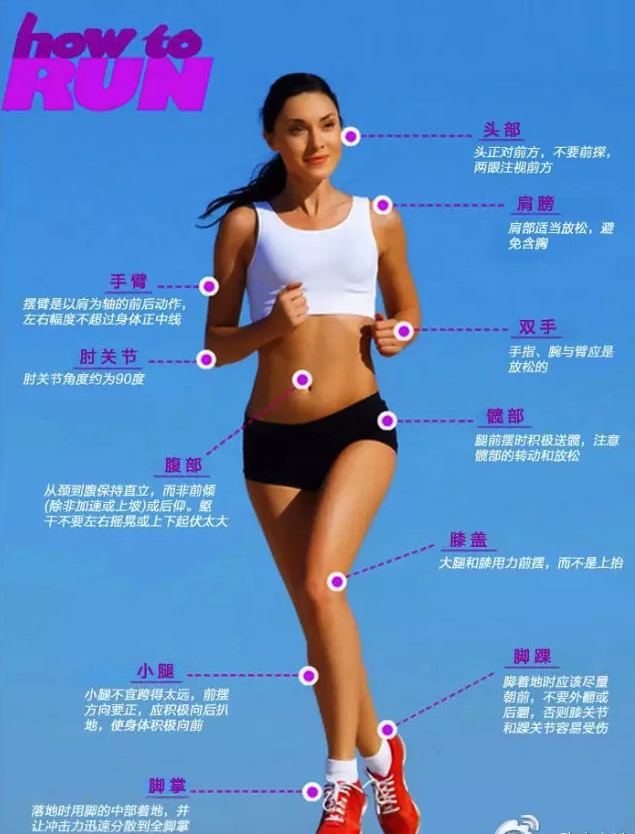 how to
RUN
头部
头正对前方，不要前探，
两眼注视前方
肩膀
肩部适当放松，避
免含胸
手臂
摆臂是以肩为轴的前后动作，
左右幅度不超过身体正中线
双手
手指、腕与臂应是
放松的
肘关节
肘关节角度约为90度
髋部
腿前摆时积极送髋，注意
髋部的转动和放松
腹部
从颈到腹保持直立，而非前倾
(除非加速或上坡)或后仰。躯
干不要左右摇晃或上下起伏太大
膝盖
大腿和膝用力前摆，而不是上抬
小腿
小腿不宜跨得太远，前摆
方向要正，应积极向后扒
地，使身体积极向前
脚踝
脚着地时应该尽量
朝前，不要外翻或
后翻，否则膝关节
和踝关节容易受伤
脚掌
落地时用脚的中部着地，并
让冲击力迅速分散到全脚掌